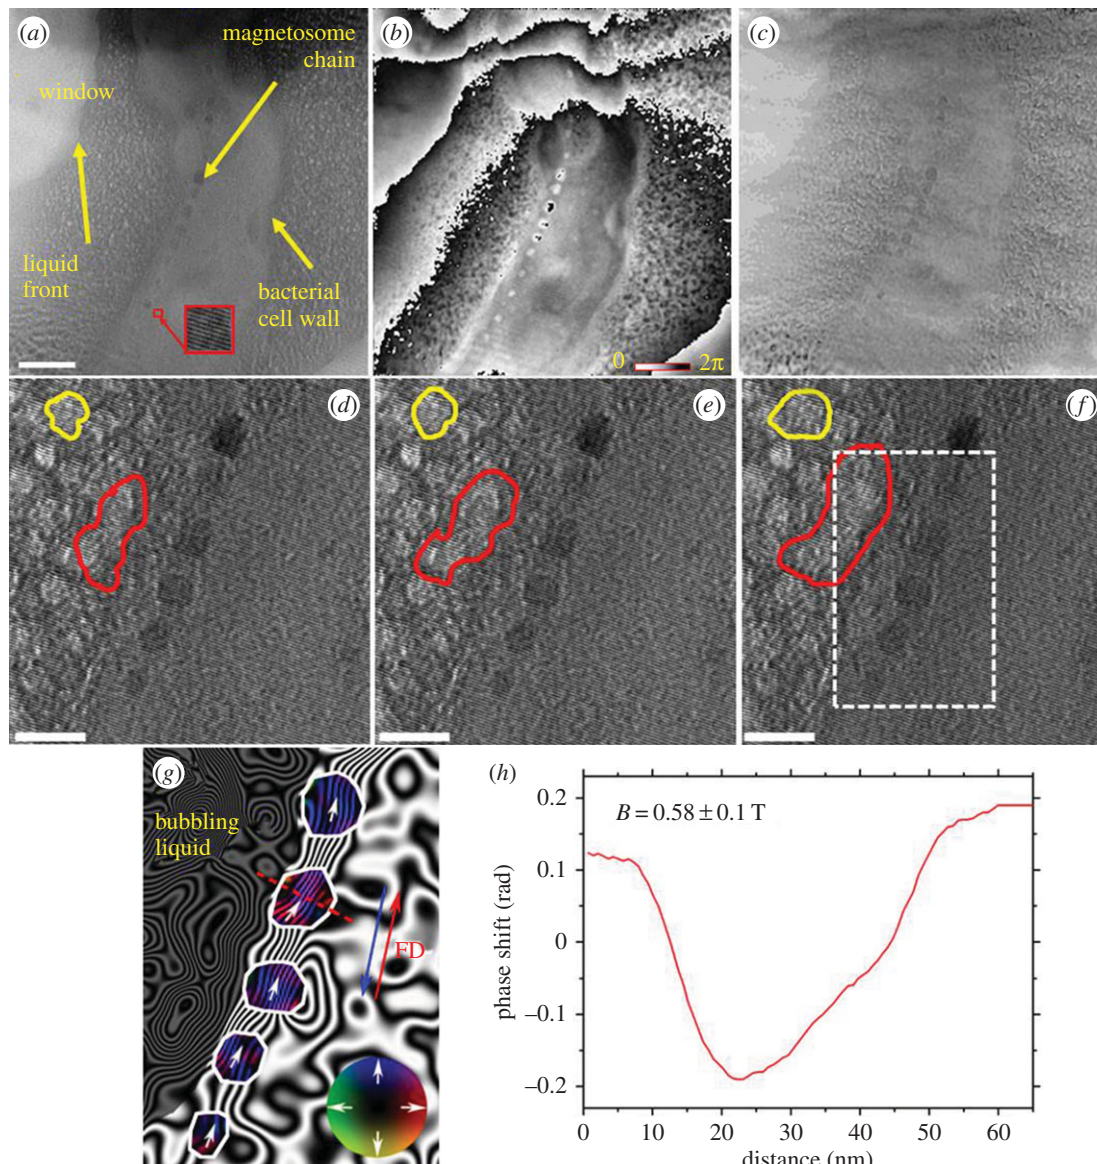 (a)
magnetosome
chain
window
liquid
front
bacterial
cell wall
(b)
0
2π
(c)
(d)
(e)
(f)
(g)
bubbling
liquid
FD
(h)
B = 0.58 ± 0.1 T
0.2
0.1
0
−0.1
−0.2
phase shift (rad)
0 10 20 30 40 50 60
distance (nm)